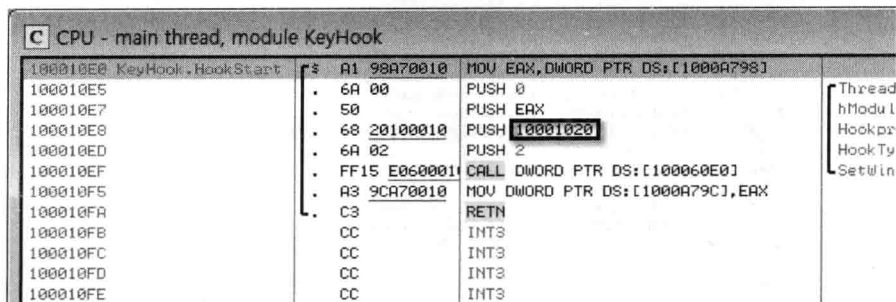 C CPU - main thread, module KeyHook
100010E0 KeyHook.HookStart $ A1 98A70010 MOV EAX,DWORD PTR DS:[1000A798]
100010E5 . 6A 00 PUSH 0 Thread
100010E7 . 50 PUSH EAX hModul
100010E8 . 68 20100010 PUSH 10001020 Hookpr
100010ED . 6A 02 PUSH 2 HookTy
100010EF . FF15 E0600010 CALL DWORD PTR DS:[100060E0] SetWin
100010F5 . A3 9CA70010 MOV DWORD PTR DS:[1000A79C],EAX
100010FA . C3 RETN
100010FB CC INT3
100010FC CC INT3
100010FD CC INT3
100010FE CC INT3